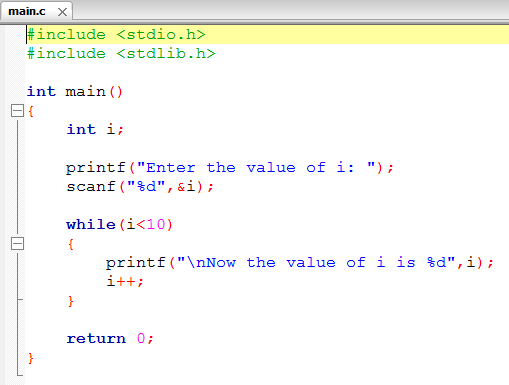 main.c
#include <stdio.h>
#include <stdlib.h>
int main()
{
int i;
printf("Enter the value of i: ");
scanf("%d",&i);
while(i<10)
{
printf("\nNow the value of i is %d",i);
i++;
}
return 0;
}